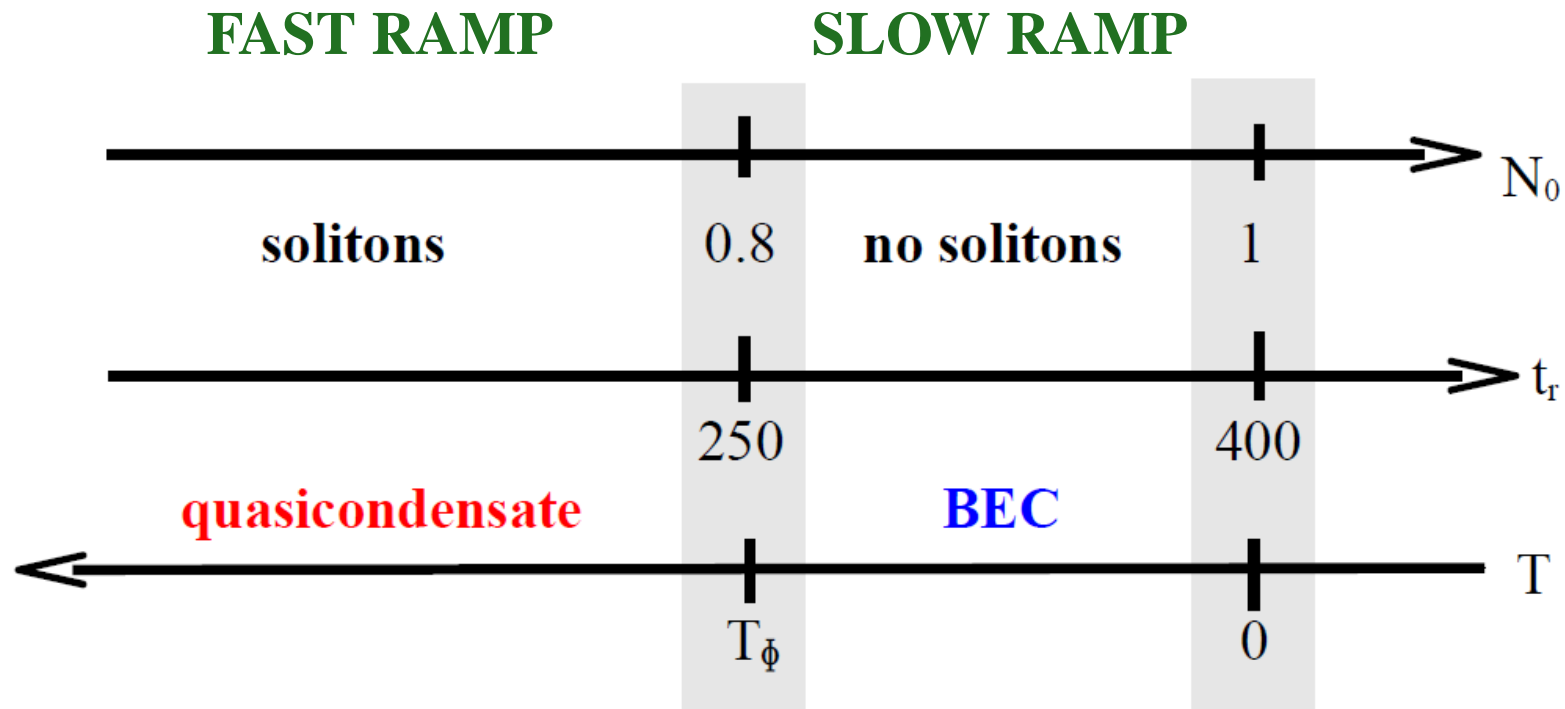 FAST RAMP SLOW RAMP
N₀
solitons 0.8 no solitons 1
tᵣ
250 400
quasicondensate BEC
T
T_ϕ 0